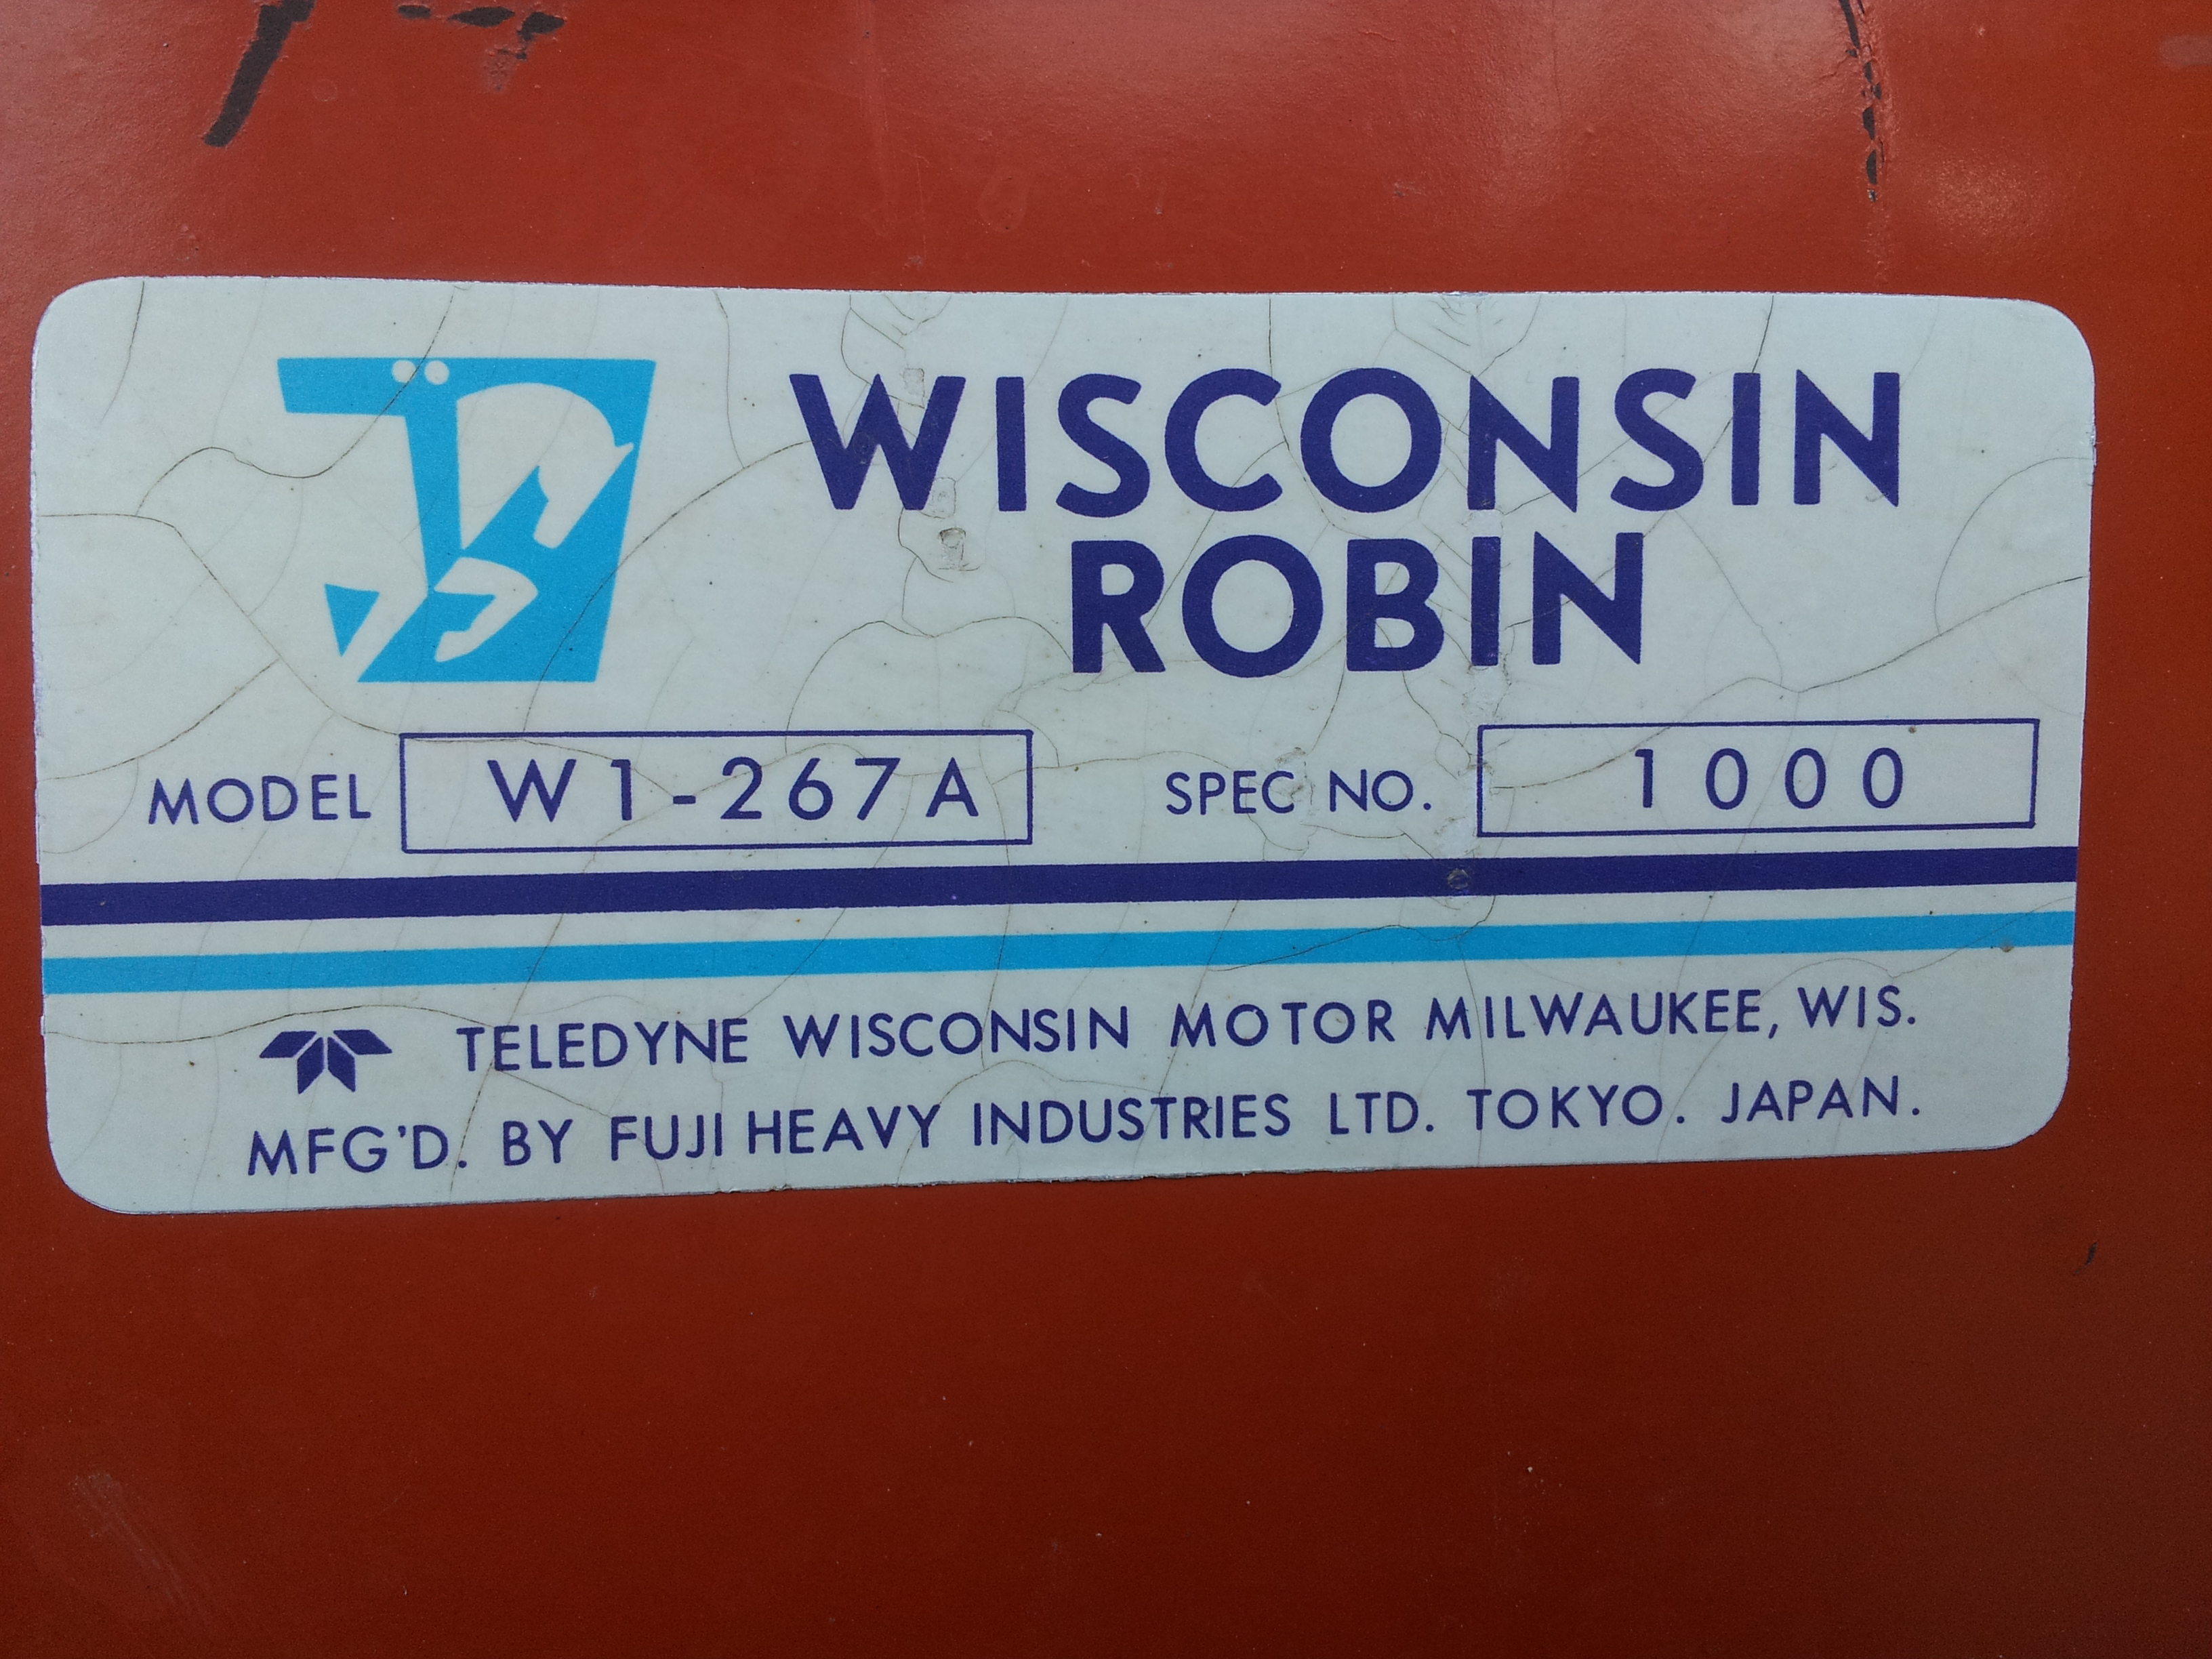 WISCONSIN
ROBIN
MODEL W1-267A SPEC NO. 1000
TELEDYNE WISCONSIN MOTOR MILWAUKEE, WIS.
MFG'D. BY FUJI HEAVY INDUSTRIES LTD. TOKYO. JAPAN.